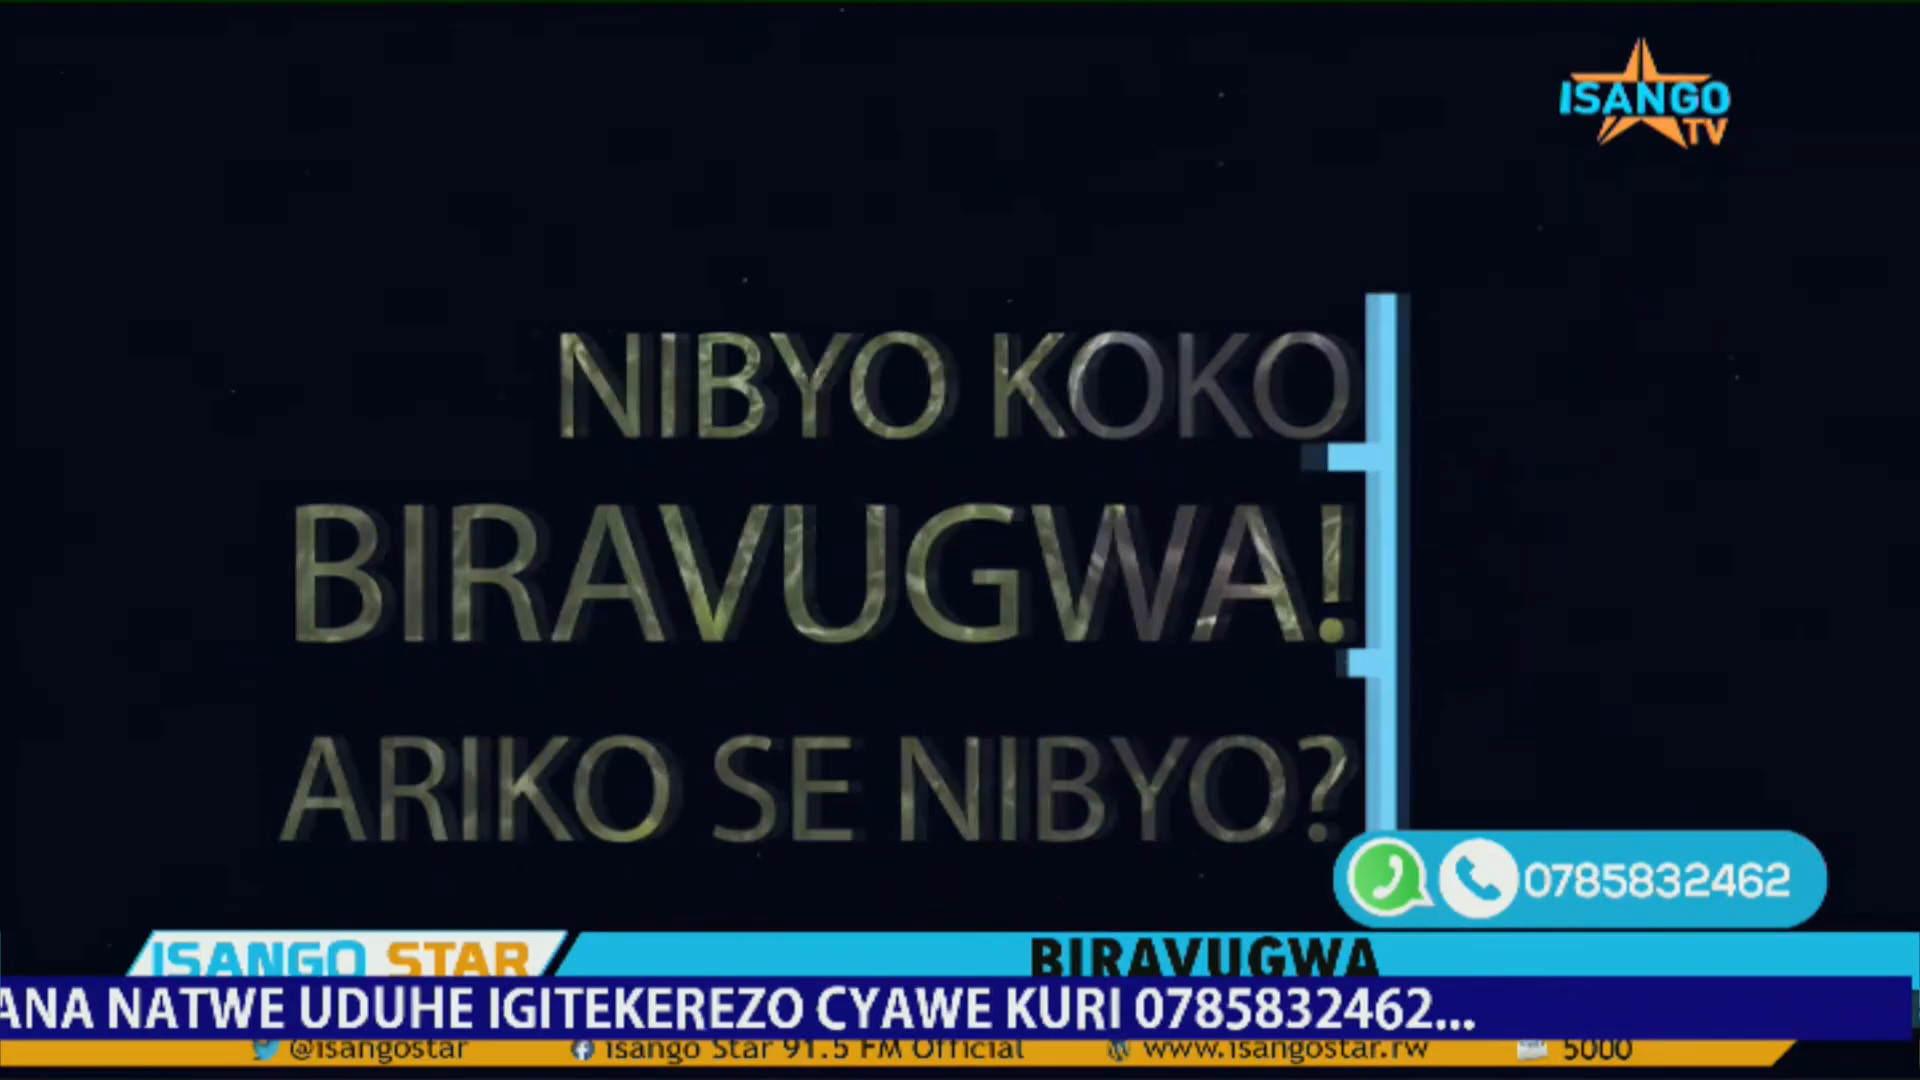 ISANGO
TV
NIBYO KOKO
BIRAVUGWA!
ARIKO SE NIBYO?
0785832462
ISANGO STAR
BIRAVUGWA
ANA NATWE UDUHE IGITEKEREZO CYAWE KURI 0785832462...
@isangostar isango Star 91.5 FM Official www.isangostar.rw 5000